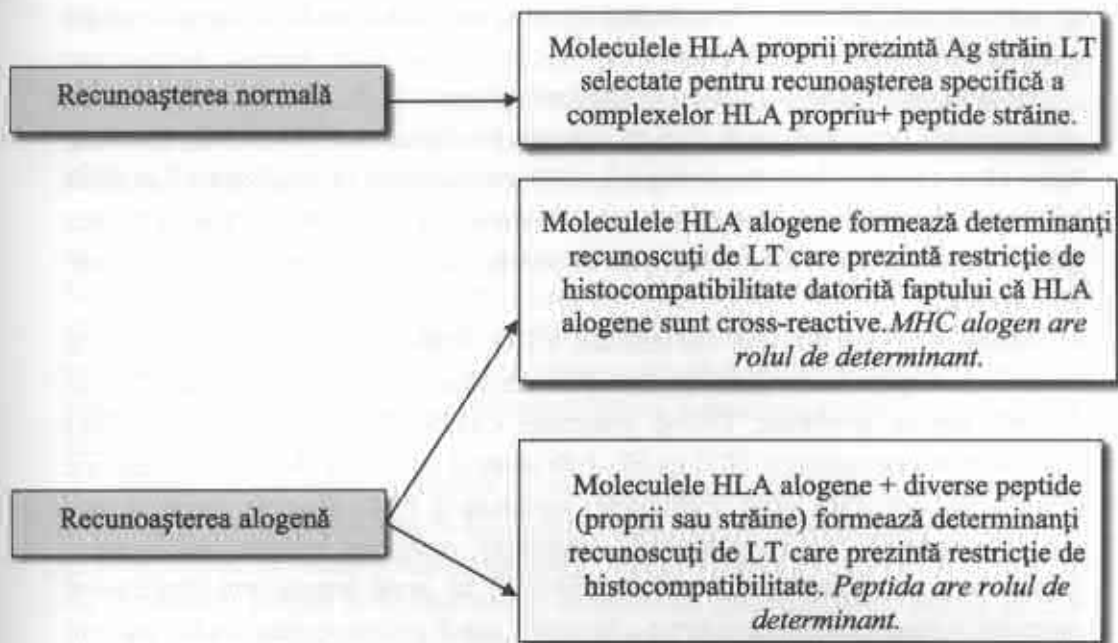 Recunoaşterea normală
Moleculele HLA proprii prezintă Ag străin LT
selectate pentru recunoaşterea specifică a
complexelor HLA propriu+ peptide străine.
Moleculele HLA alogene formează determinanţi
recunoscuţi de LT care prezintă restricţie de
histocompatibilitate datorită faptului că HLA
alogene sunt cross-reactive.MHC alogen are
rolul de determinant.
Recunoaşterea alogenă
Moleculele HLA alogene + diverse peptide
(proprii sau străine) formează determinanţi
recunoscuţi de LT care prezintă restricţie de
histocompatibilitate. Peptida are rolul de
determinant.